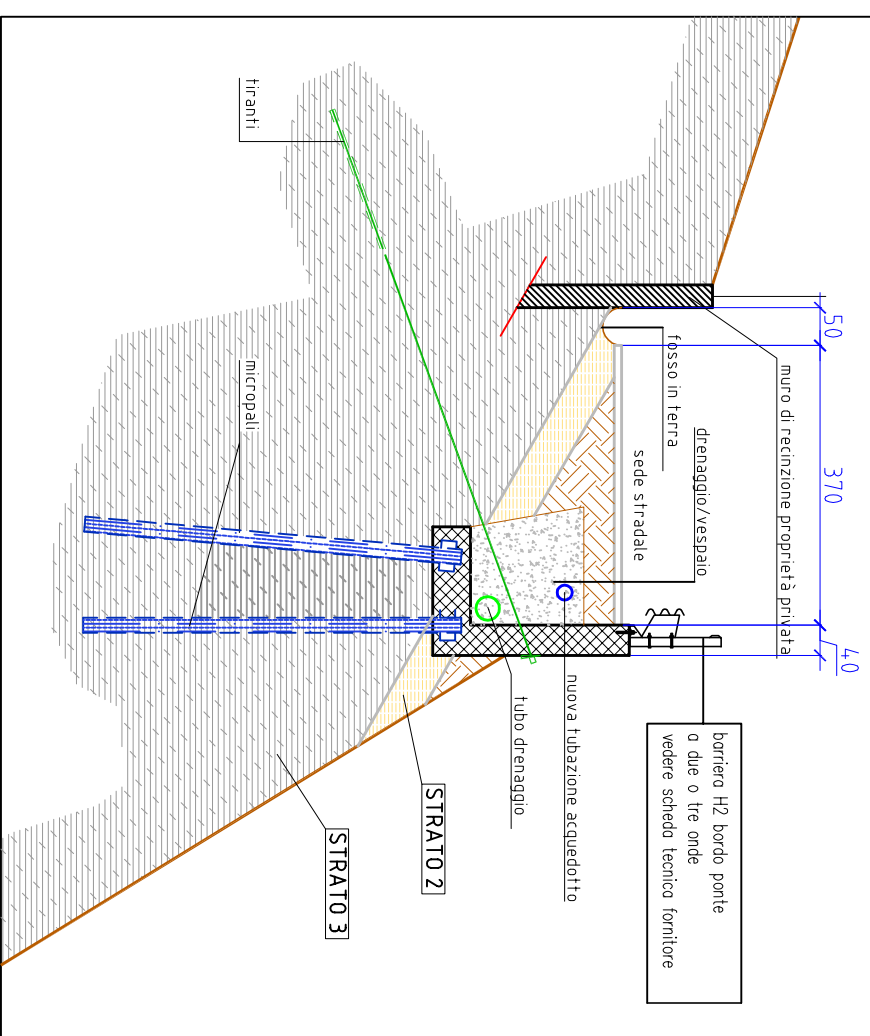 barriera H2 bordo ponte
a due o tre onde
vedere scheda tecnica fornitore
50
370
40
muro di recinzione proprietà privata
drenaggio/vespaio
fosso in terra
sede stradale
nuova tubazione acquedotto
tubo drenaggio
STRATO 2
STRATO 3
tiranti
micropali